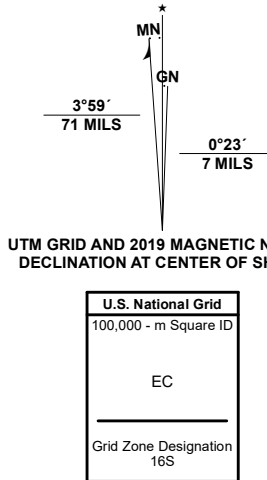 MN
GN
3°59´
71 MILS
0°23´
7 MILS
UTM GRID AND 2019 MAGNETIC
DECLINATION AT CENTER OF
U.S. National Grid
100,000 - m Square ID
EC
Grid Zone Designation
16S